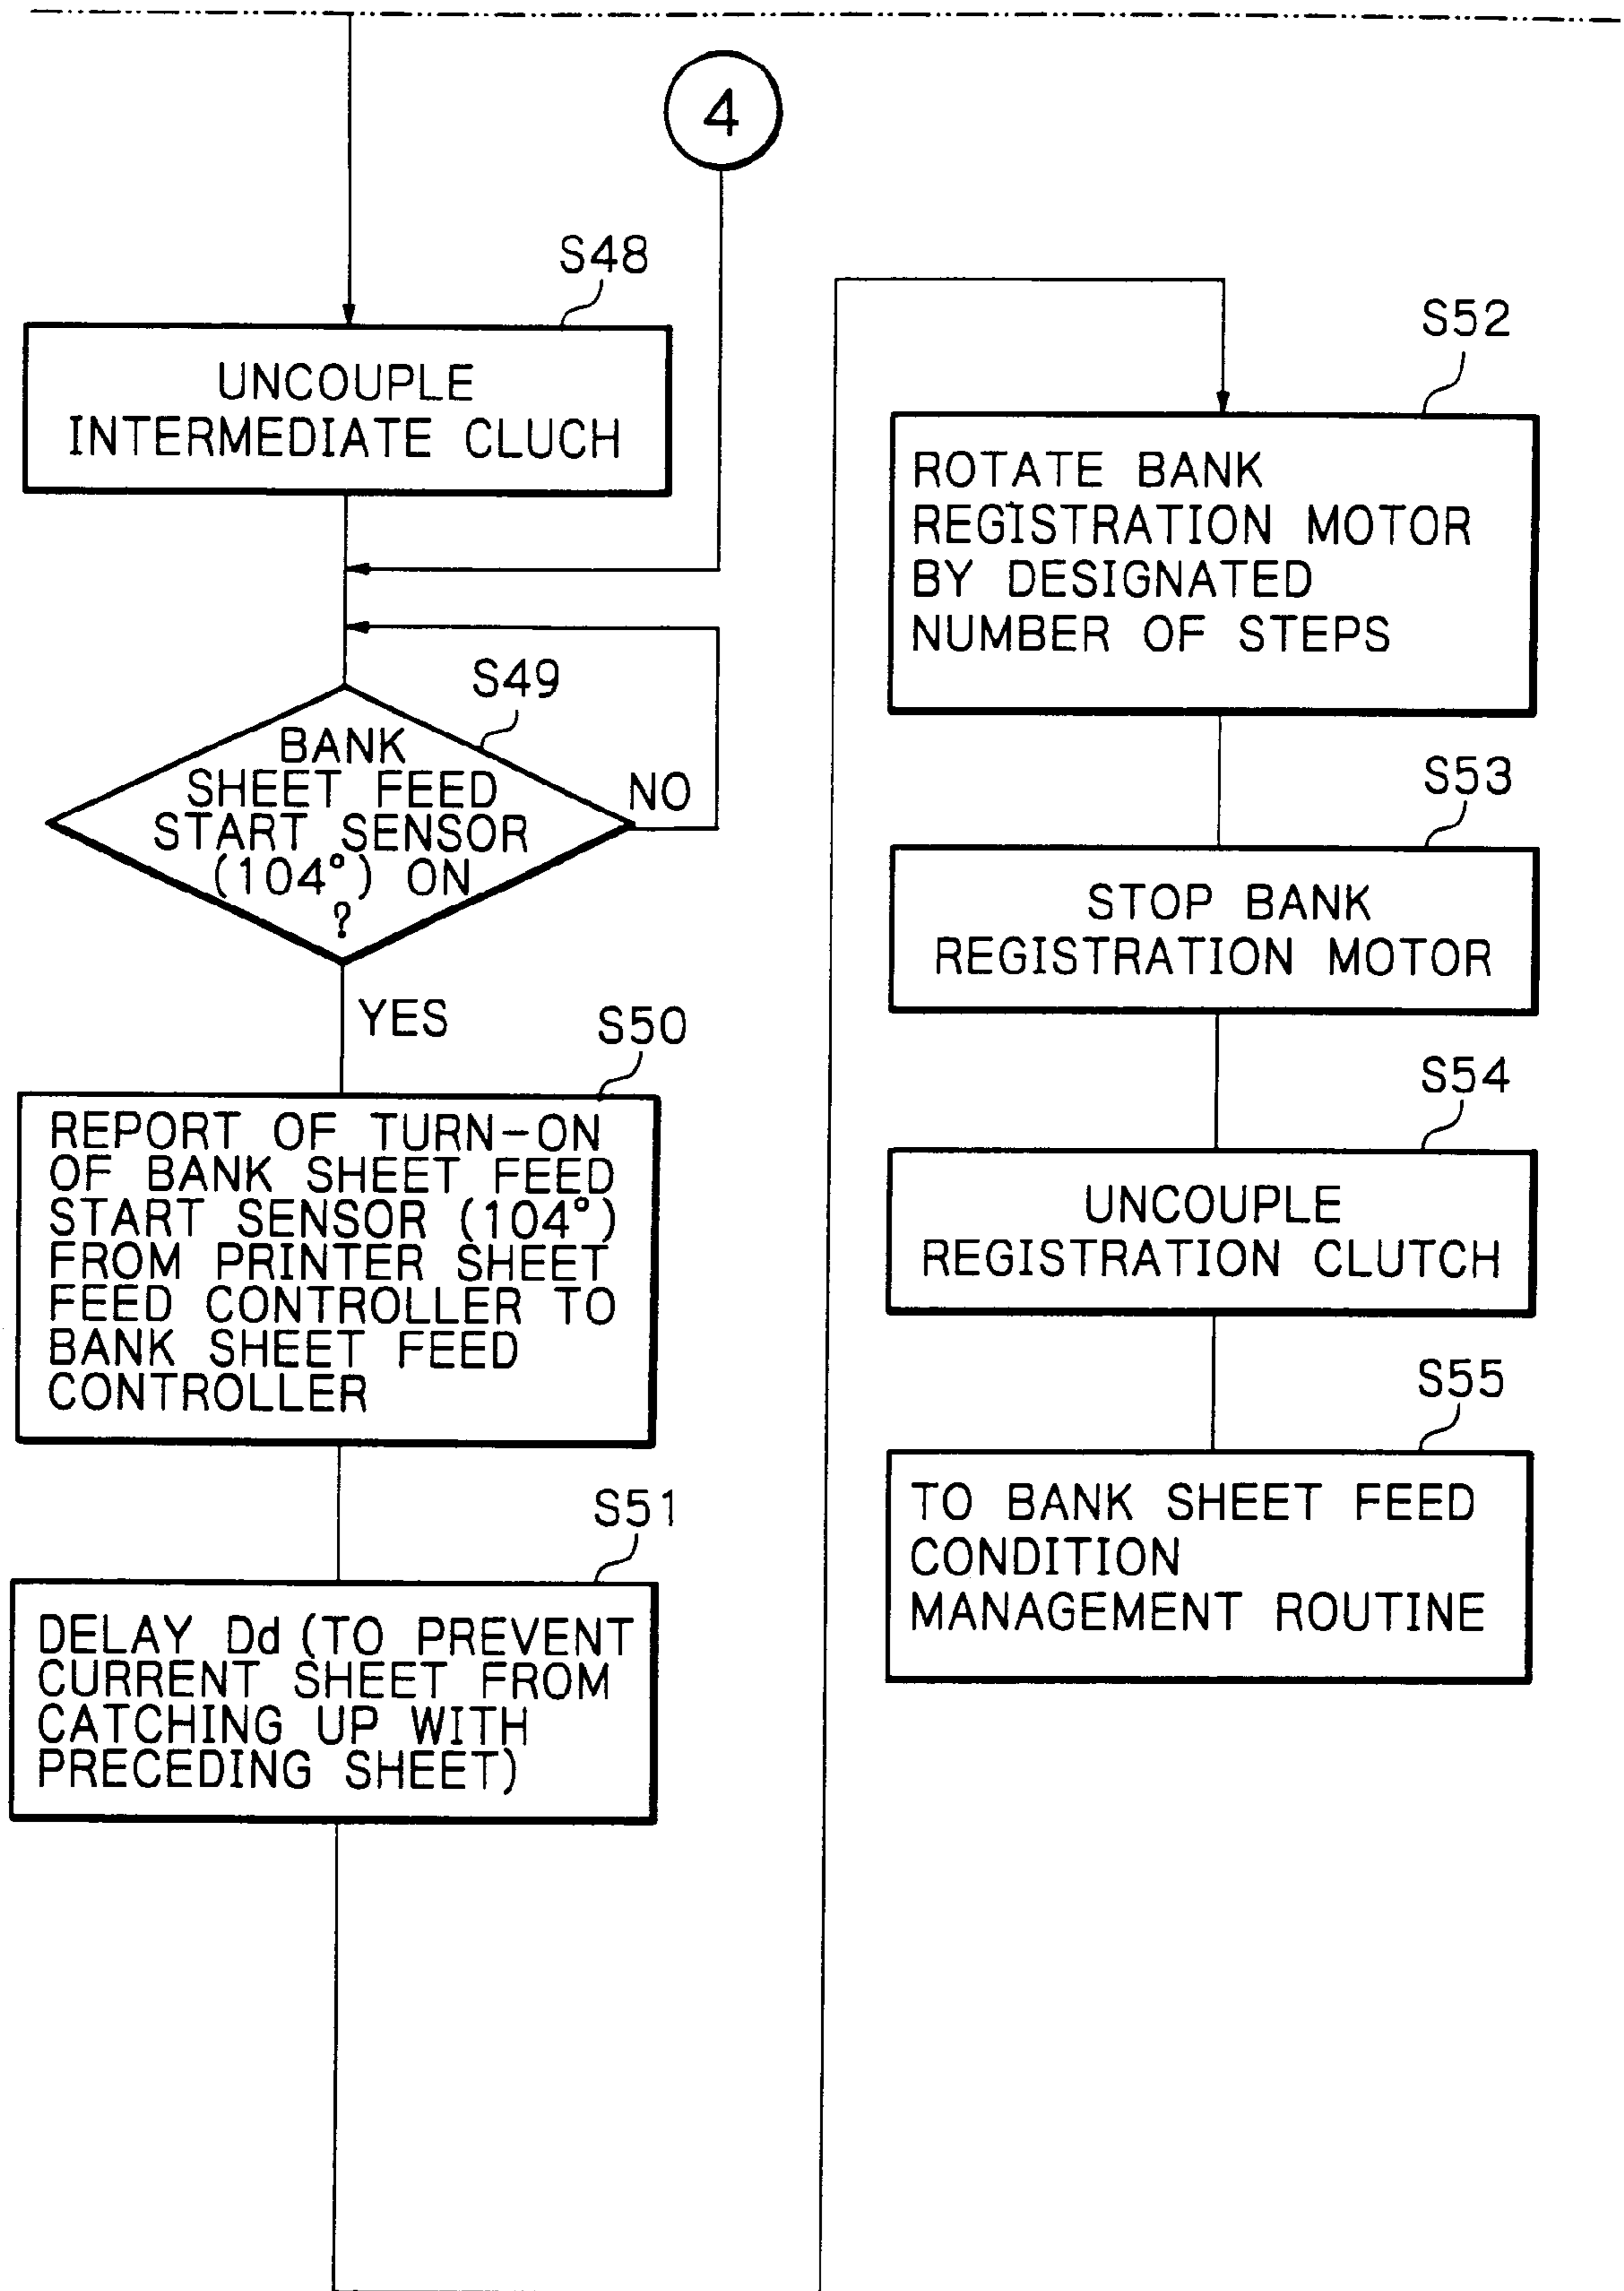 4
S48
UNCOUPLE
INTERMEDIATE CLUCH
S49
BANK
SHEET FEED
START SENSOR
(104°) ON
?
NO
YES
S50
REPORT OF TURN-ON
OF BANK SHEET FEED
START SENSOR (104°)
FROM PRINTER SHEET
FEED CONTROLLER TO
BANK SHEET FEED
CONTROLLER
S51
DELAY Dd (TO PREVENT
CURRENT SHEET FROM
CATCHING UP WITH
PRECEDING SHEET)
S52
ROTATE BANK
REGISTRATION MOTOR
BY DESIGNATED
NUMBER OF STEPS
S53
STOP BANK
REGISTRATION MOTOR
S54
UNCOUPLE
REGISTRATION CLUTCH
S55
TO BANK SHEET FEED
CONDITION
MANAGEMENT ROUTINE